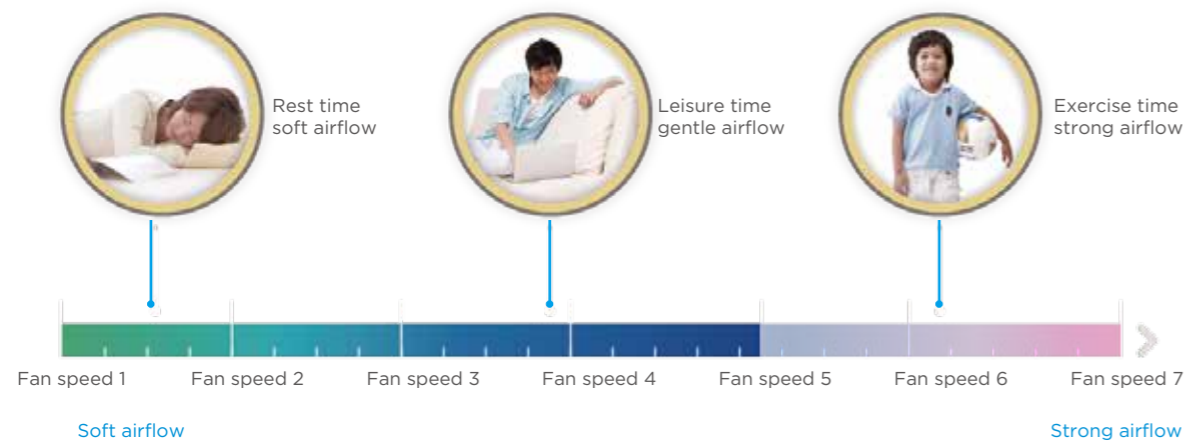 Rest time
soft airflow
Leisure time
gentle airflow
Exercise time
strong airflow
Fan speed 1
Fan speed 2
Fan speed 3
Fan speed 4
Fan speed 5
Fan speed 6
Fan speed 7
Soft airflow
Strong airflow